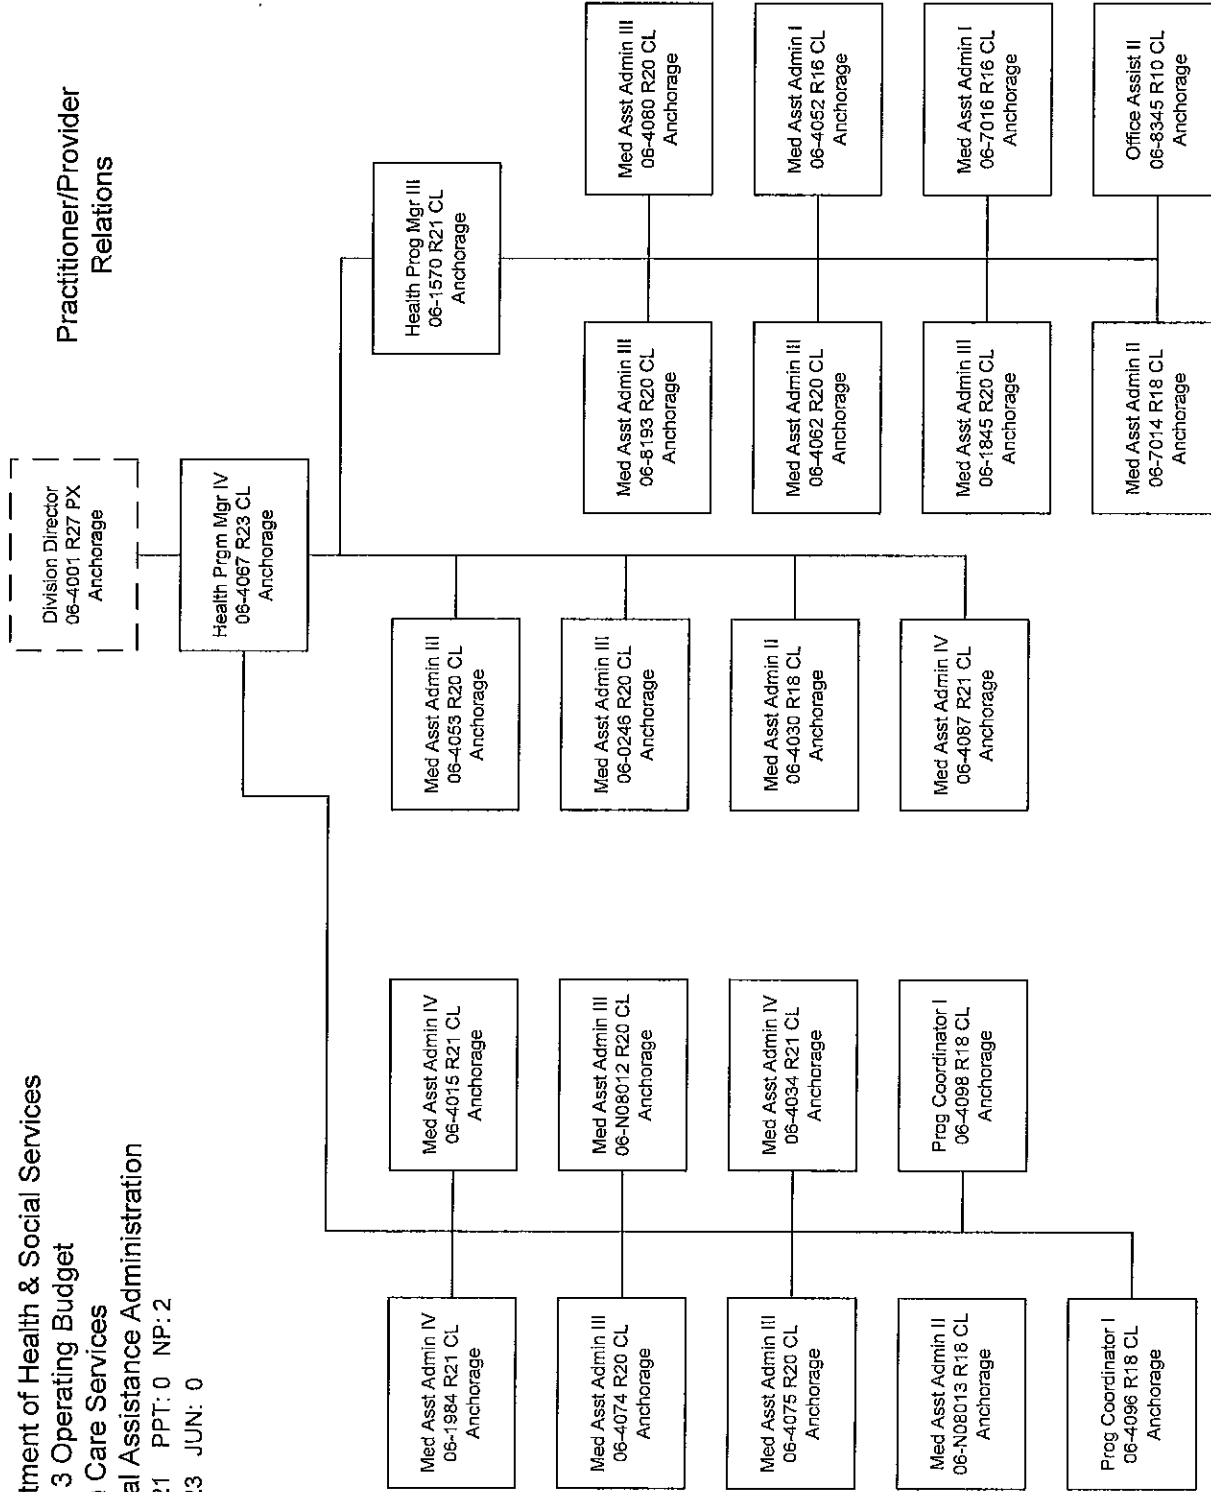 tment of Health & Social Services
3 Operating Budget
Care Services
al Assistance Administration
21 PPT: 0 NP: 2
23 JUN: 0
Practitioner/Provider
Relations
Division Director
06-4001 R27 PX
Anchorage
Health Prgm Mgr IV
06-4067 R23 CL
Anchorage
Health Prog Mgr III
06-1570 R21 CL
Anchorage
Med Asst Admin IV
06-1984 R21 CL
Anchorage
Med Asst Admin IV
06-4015 R21 CL
Anchorage
Med Asst Admin III
06-4053 R20 CL
Anchorage
Med Asst Admin III
06-8193 R20 CL
Anchorage
Med Asst Admin III
06-4080 R20 CL
Anchorage
Med Asst Admin III
06-4074 R20 CL
Anchorage
Med Asst Admin III
06-N08012 R20 CL
Anchorage
Med Asst Admin III
06-0246 R20 CL
Anchorage
Med Asst Admin III
06-4062 R20 CL
Anchorage
Med Asst Admin I
06-4052 R16 CL
Anchorage
Med Asst Admin III
06-4075 R20 CL
Anchorage
Med Asst Admin IV
06-4034 R21 CL
Anchorage
Med Asst Admin II
06-4030 R18 CL
Anchorage
Med Asst Admin III
06-1845 R20 CL
Anchorage
Med Asst Admin I
06-7016 R16 CL
Anchorage
Med Asst Admin II
06-N08013 R18 CL
Anchorage
Prog Coordinator I
06-4098 R18 CL
Anchorage
Med Asst Admin IV
06-4087 R21 CL
Anchorage
Med Asst Admin II
06-7014 R18 CL
Anchorage
Office Assist II
06-8345 R10 CL
Anchorage
Prog Coordinator I
06-4096 R18 CL
Anchorage